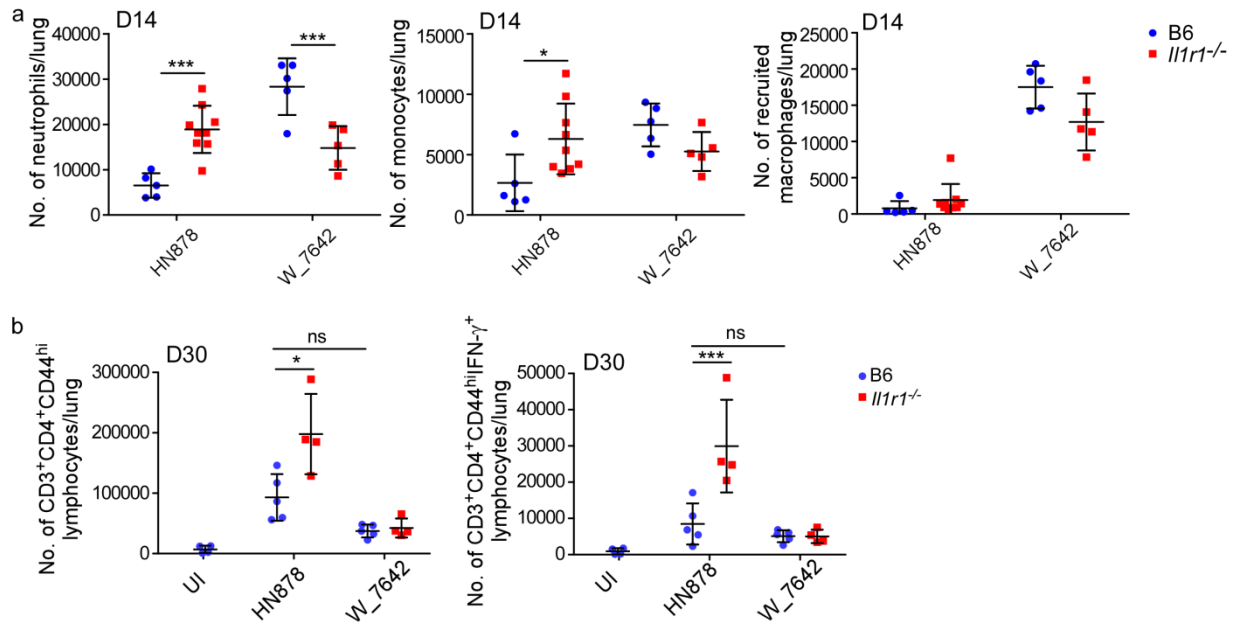 a
D14
No. of neutrophils/lung
40000
30000
20000
10000
0
***
***
HN878
W_7642
D14
No. of monocytes/lung
15000
10000
5000
0
*
HN878
W_7642
D14
No. of recruited
macrophages/lung
25000
20000
15000
10000
5000
0
HN878
W_7642
B6
Il1r1-/-
b
D30
No. of CD3+CD4+CD44hi
lymphocytes/lung
300000
200000
100000
0
ns
*
UI
HN878
W_7642
D30
No. of CD3+CD4+CD44hiIFN-γ+
lymphocytes/lung
50000
40000
30000
20000
10000
0
ns
***
UI
HN878
W_7642
B6
Il1r1-/-